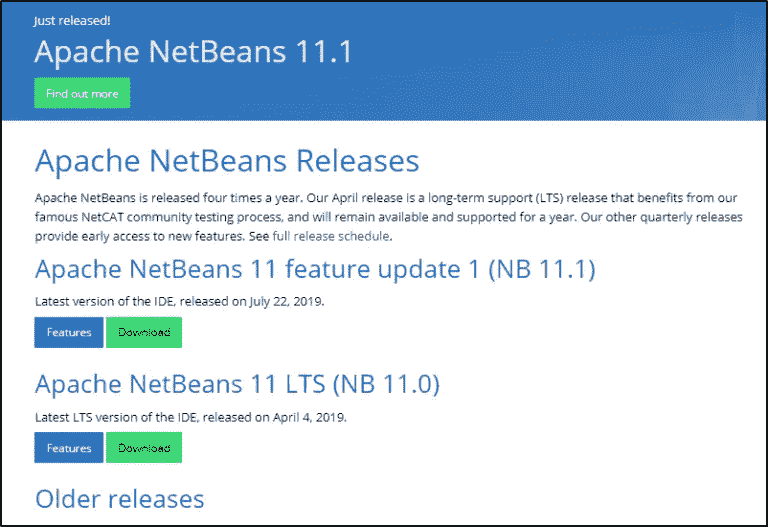 Just released!
Apache NetBeans 11.1
Find out more
Apache NetBeans Releases
Apache NetBeans is released four times a year. Our April release is a long-term support (LTS) release that benefits from our
famous NetCAT community testing process, and will remain available and supported for a year. Our other quarterly releases
provide early access to new features. See full release schedule.
Apache NetBeans 11 feature update 1 (NB 11.1)
Latest version of the IDE, released on July 22, 2019.
Features Download
Apache NetBeans 11 LTS (NB 11.0)
Latest LTS version of the IDE, released on April 4, 2019.
Features Download
Older releases